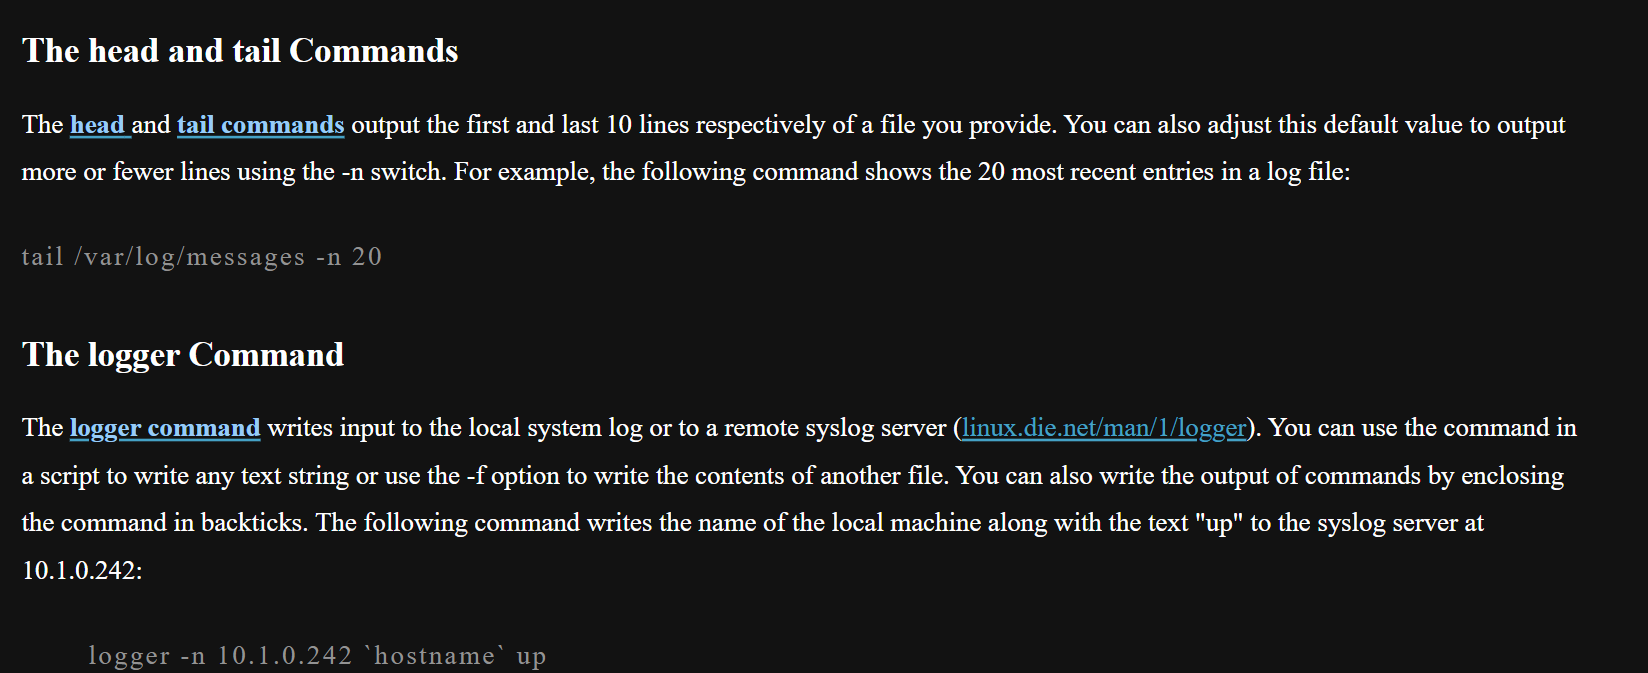 The head and tail Commands
The head and tail commands output the first and last 10 lines respectively of a file you provide. You can also adjust this default value to output
more or fewer lines using the -n switch. For example, the following command shows the 20 most recent entries in a log file:
tail /var/log/messages -n 20
The logger Command
The logger command writes input to the local system log or to a remote syslog server (linux.die.net/man/1/logger). You can use the command in
a script to write any text string or use the -f option to write the contents of another file. You can also write the output of commands by enclosing
the command in backticks. The following command writes the name of the local machine along with the text "up" to the syslog server at
10.1.0.242:
logger -n 10.1.0.242 `hostname` up